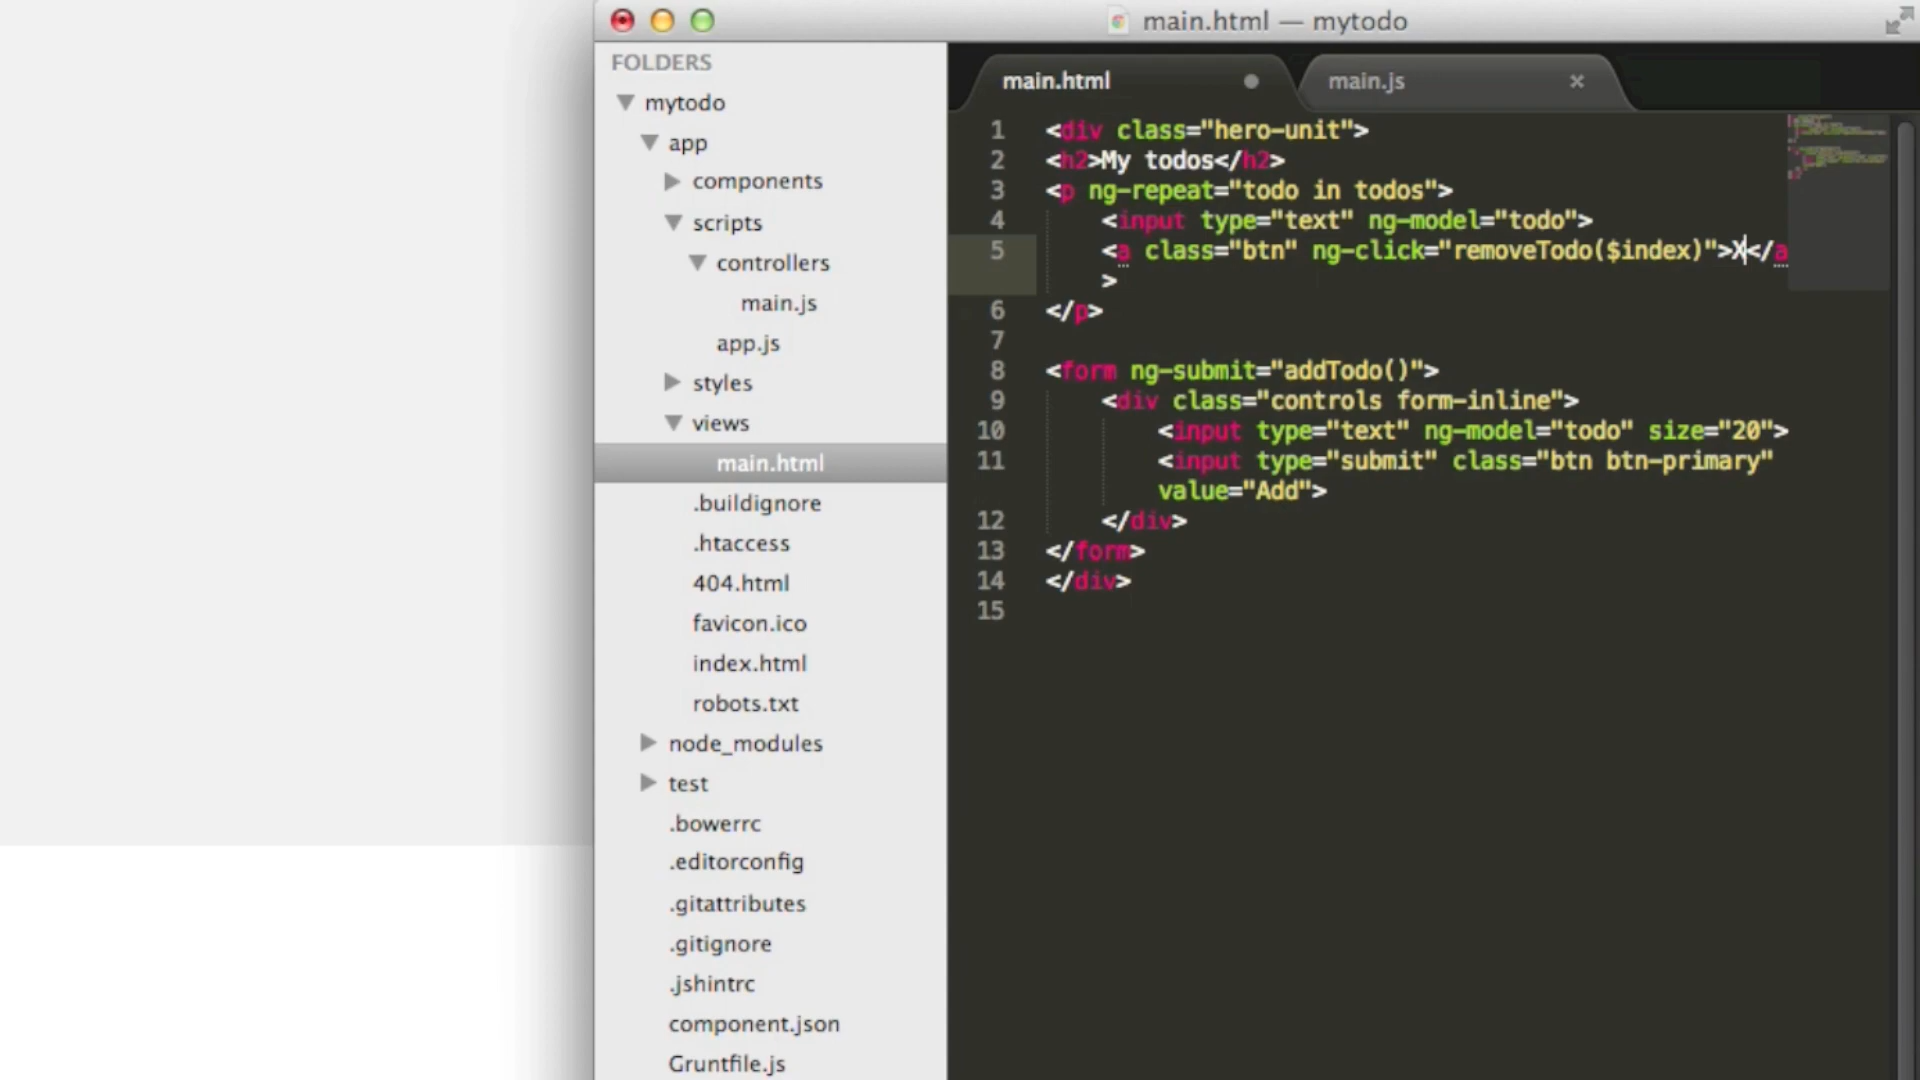 main.html — mytodo
FOLDERS
mytodo
app
components
scripts
controllers
main.js
app.js
styles
views
main.html
.buildignore
.htaccess
404.html
favicon.ico
index.html
robots.txt
node_modules
test
.bowerrc
.editorconfig
.gitattributes
.gitignore
.jshintrc
component.json
Gruntfile.js
main.html
main.js
1 <div class="hero-unit">
2 <h2>My todos</h2>
3 <p ng-repeat="todo in todos">
4 <input type="text" ng-model="todo">
5 <a class="btn" ng-click="removeTodo($index)">X</a
>
6 </p>
7
8 <form ng-submit="addTodo()">
9 <div class="controls form-inline">
10 <input type="text" ng-model="todo" size="20">
11 <input type="submit" class="btn btn-primary"
value="Add">
12 </div>
13 </form>
14 </div>
15